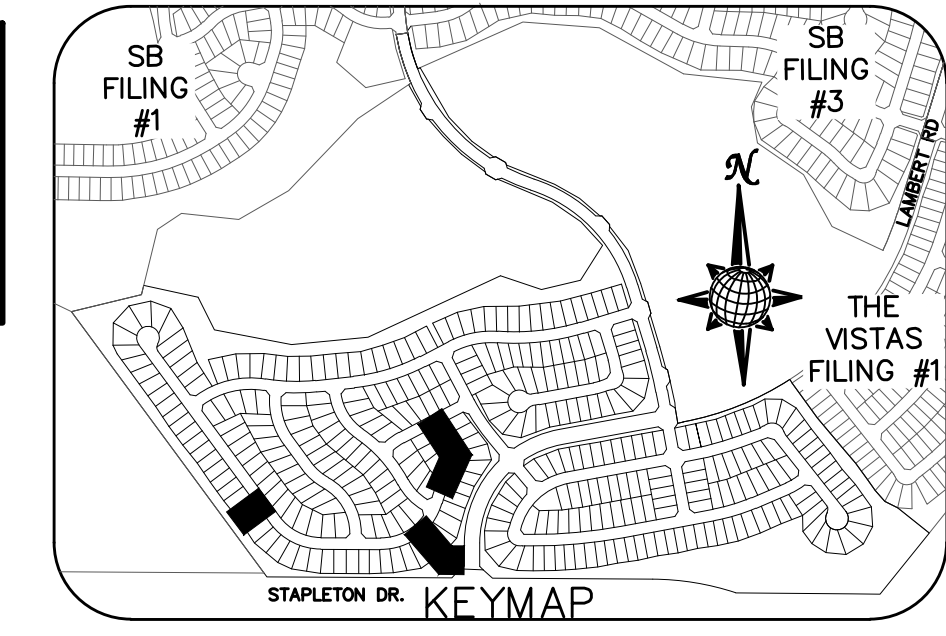 SB
FILING
#1
SB
FILING
#3
LAMBERT RD
N
THE
VISTAS
FILING #1
STAPLETON DR.
KEYMAP